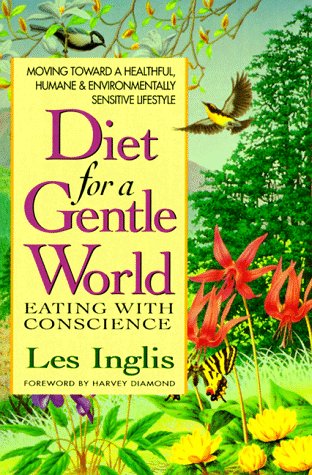 MOVING TOWARD A HEALTHFUL,
HUMANE & ENVIRONMENTALLY
SENSITIVE LIFESTYLE
Diet
for a
Gentle
World
EATING WITH
CONSCIENCE
Les Inglis
FOREWORD BY HARVEY DIAMOND